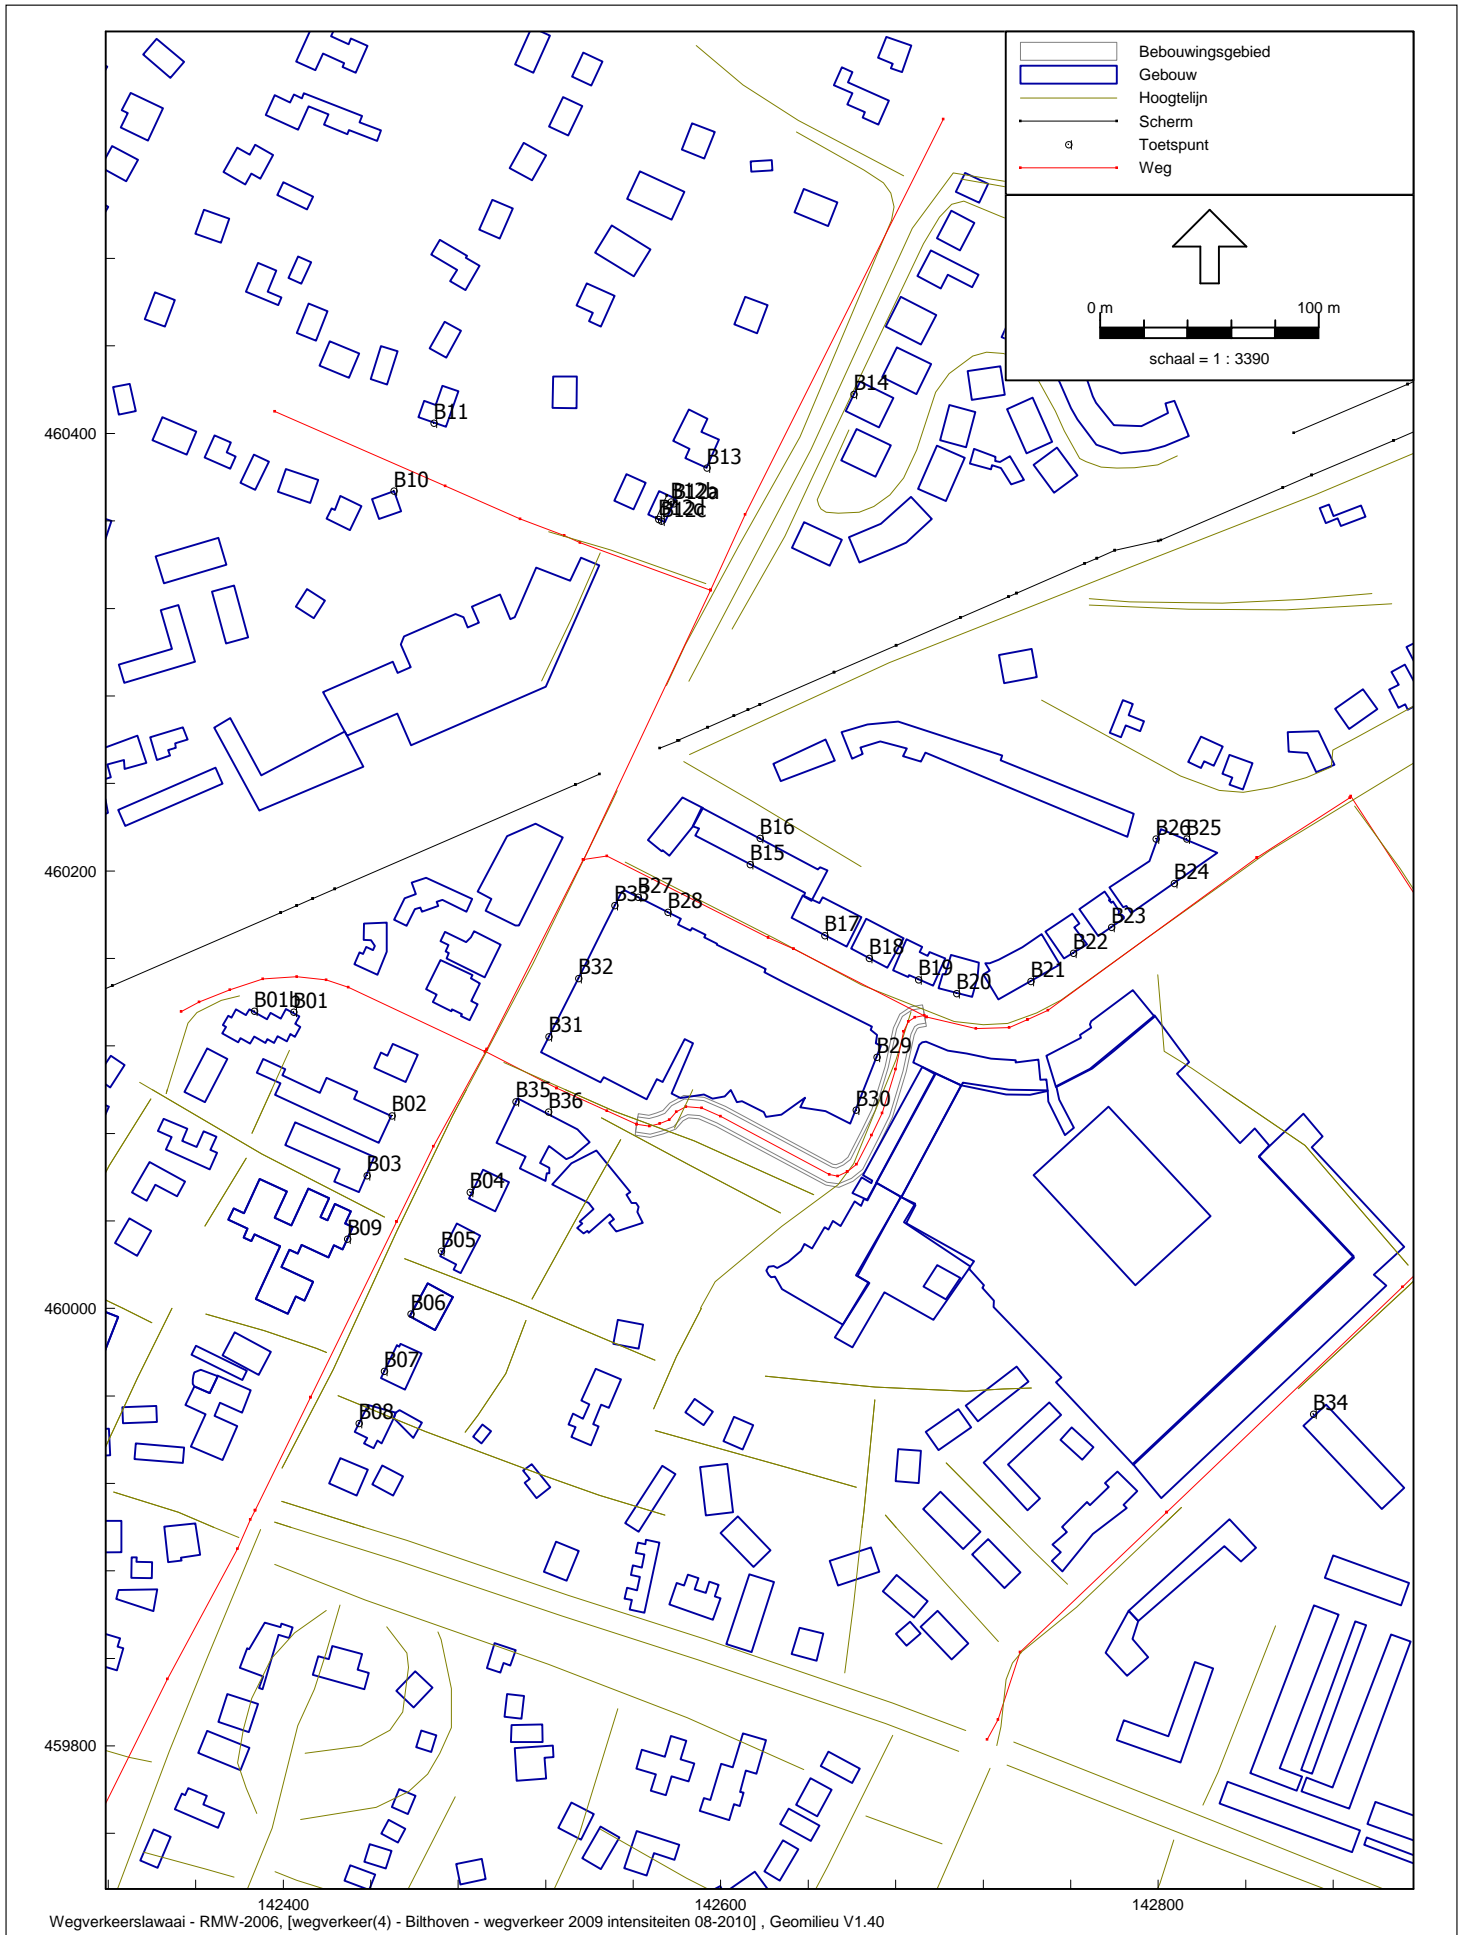 Bebouwingsgebied
Gebouw
Hoogtelijn
Scherm
Toetspunt
Weg
0 m 100 m
schaal = 1 : 3390
B14
B11
460400
B13
B10
B12b
B12a
B12d
B12c
B16
B26
B25
B15
460200
B24
B27
B33
B28
B23
B17
B22
B18
B32
B19
B21
B20
B01b
B01
B31
B29
B35
B30
B36
B02
B03
B04
B09
B05
460000
B06
B07
B34
B08
459800
142400 142600 142800
Wegverkeerslawaai - RMW-2006, [wegverkeer(4) - Bilthoven - wegverkeer 2009 intensiteiten 08-2010] , Geomilieu V1.40